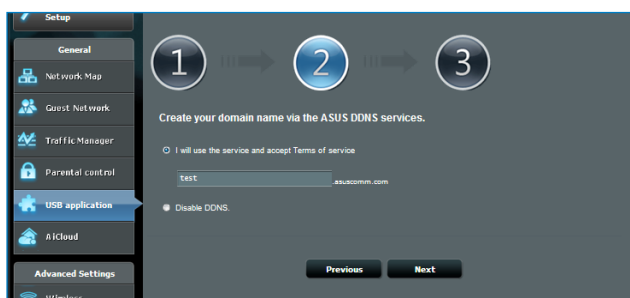 Setup
General
Network Map
Guest Network
Traffic Manager
Parental control
USB application
AiCloud
Advanced Settings
Wireless
1
2
3
Create your domain name via the ASUS DDNS services.
I will use the service and accept Terms of service
test
.asuscomm.com
Disable DDNS.
Previous
Next